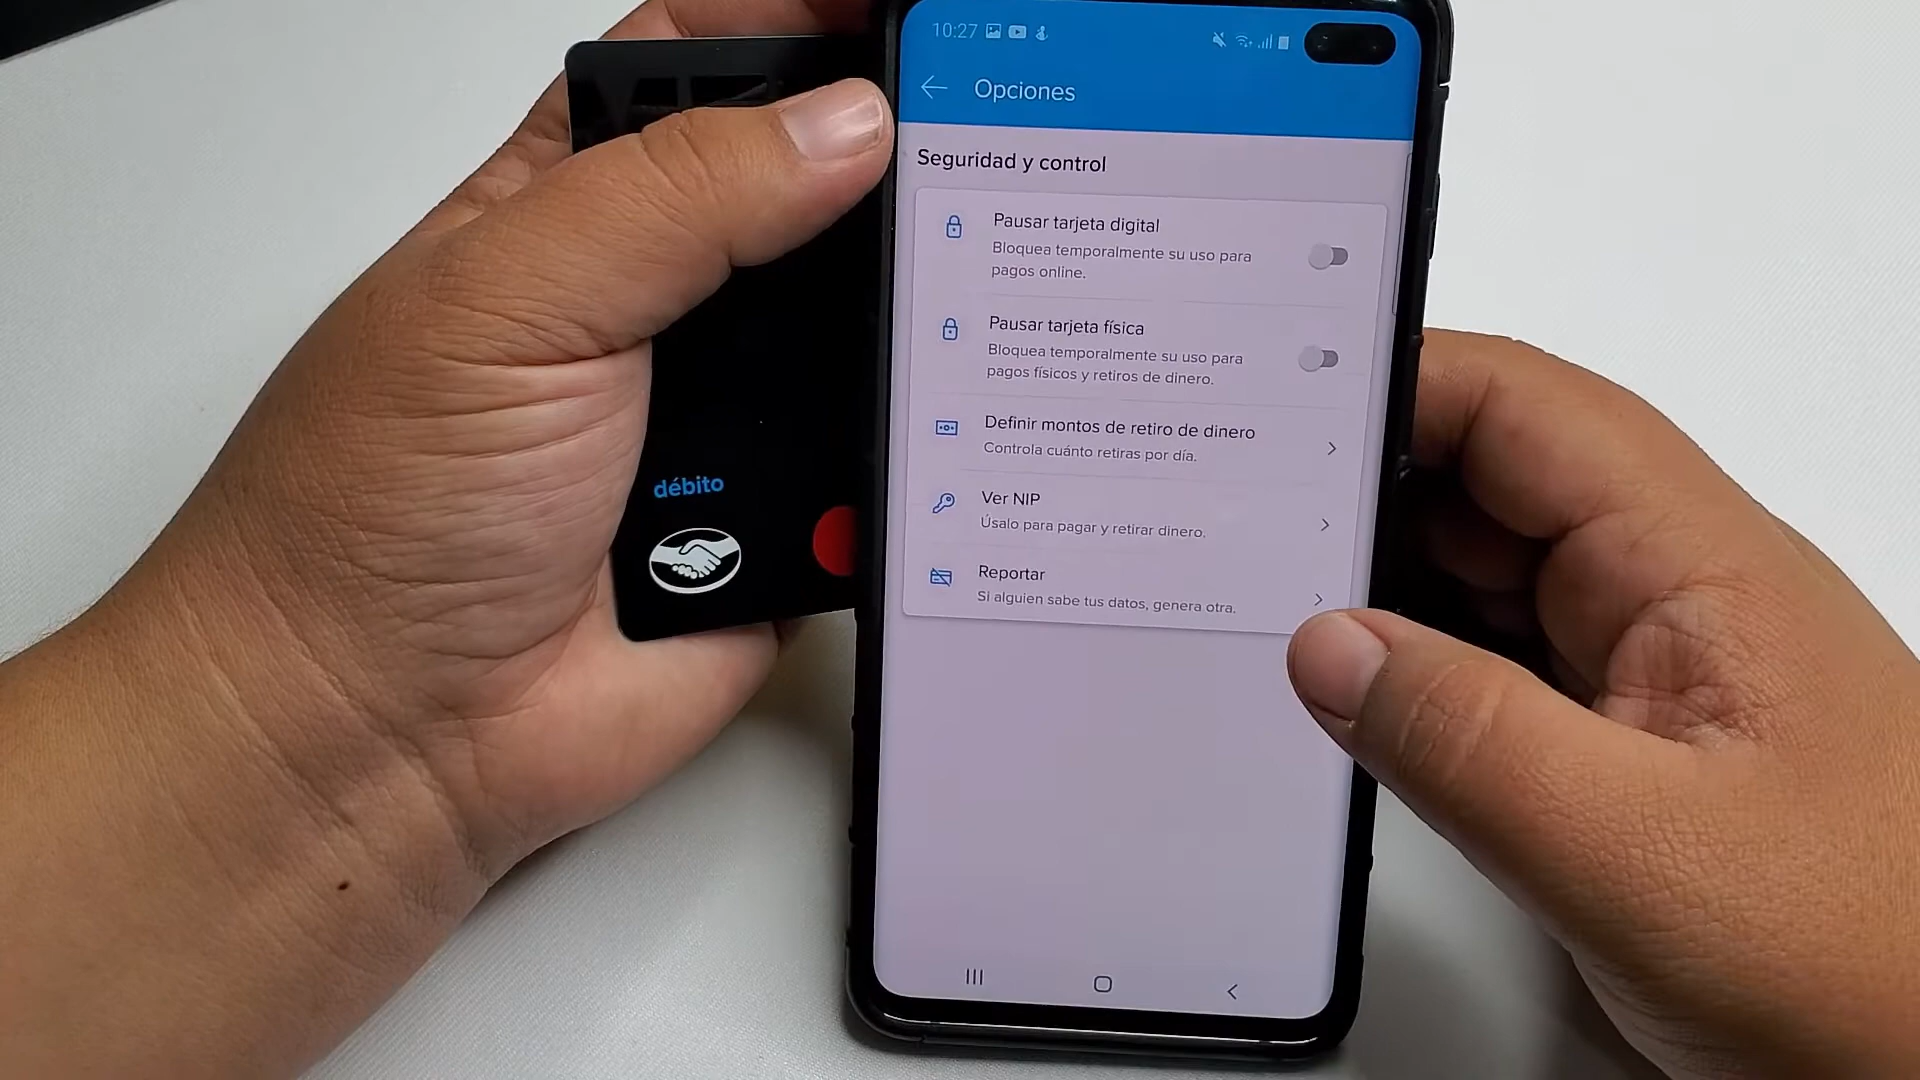 10:27
Opciones
Seguridad y control
Pausar tarjeta digital
Bloquea temporalmente su uso para
pagos online.
Pausar tarjeta física
Bloquea temporalmente su uso para
pagos físicos y retiros de dinero.
Definir montos de retiro de dinero
Controla cuánto retiras por día.
Ver NIP
Úsalo para pagar y retirar dinero.
Reportar
Si alguien sabe tus datos, genera otra.
débito